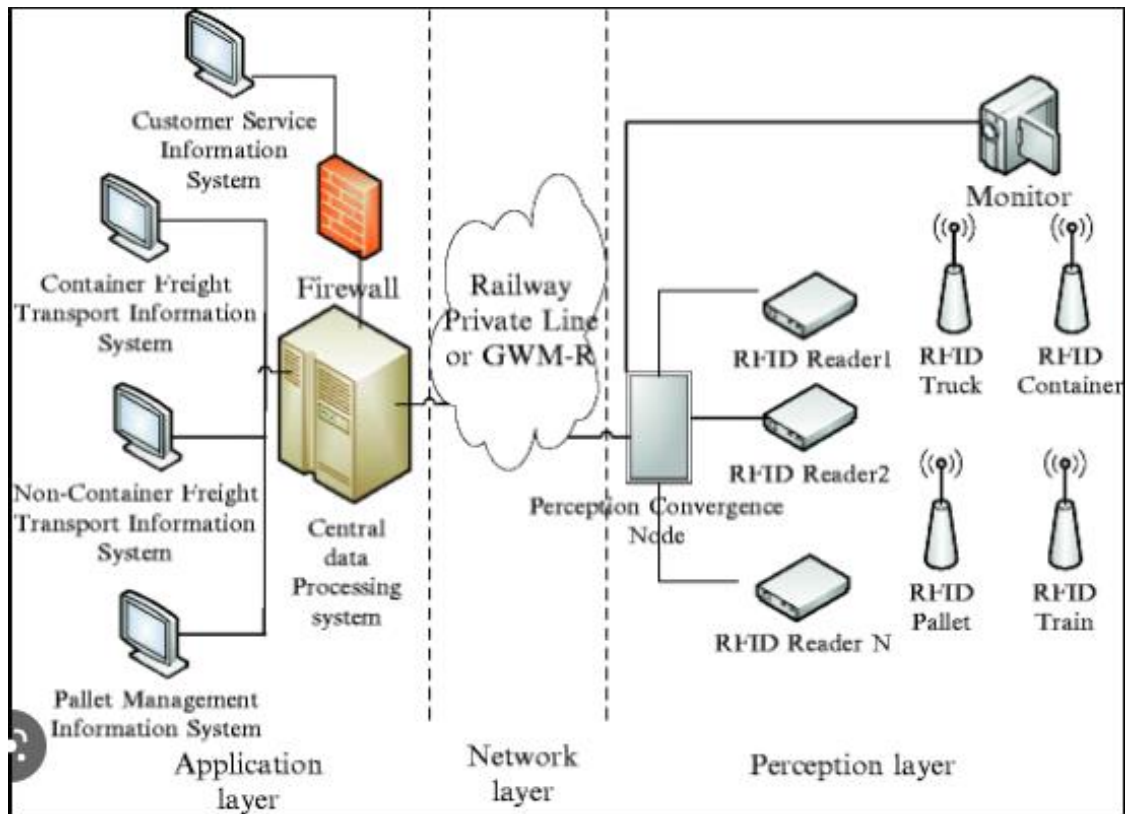 Customer Service
Information
System
Container Freight
Transport Information
System
Firewall
Non-Container Freight
Transport Information
System
Central
data
Processing
system
Pallet Management
Information System
Application
layer
Railway
Private Line
or GWM-R
Network
layer
Monitor
RFID Reader1
RFID
Truck
RFID
Container
RFID Reader2
Perception Convergence
Node
RFID Reader N
RFID
Pallet
RFID
Train
Perception layer